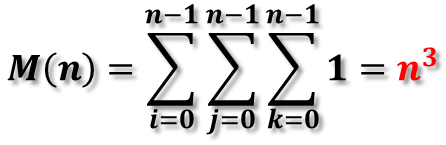 n−1 n−1 n−1
M(n) = ∑ ∑ ∑ 1 = n³
i=0 j=0 k=0